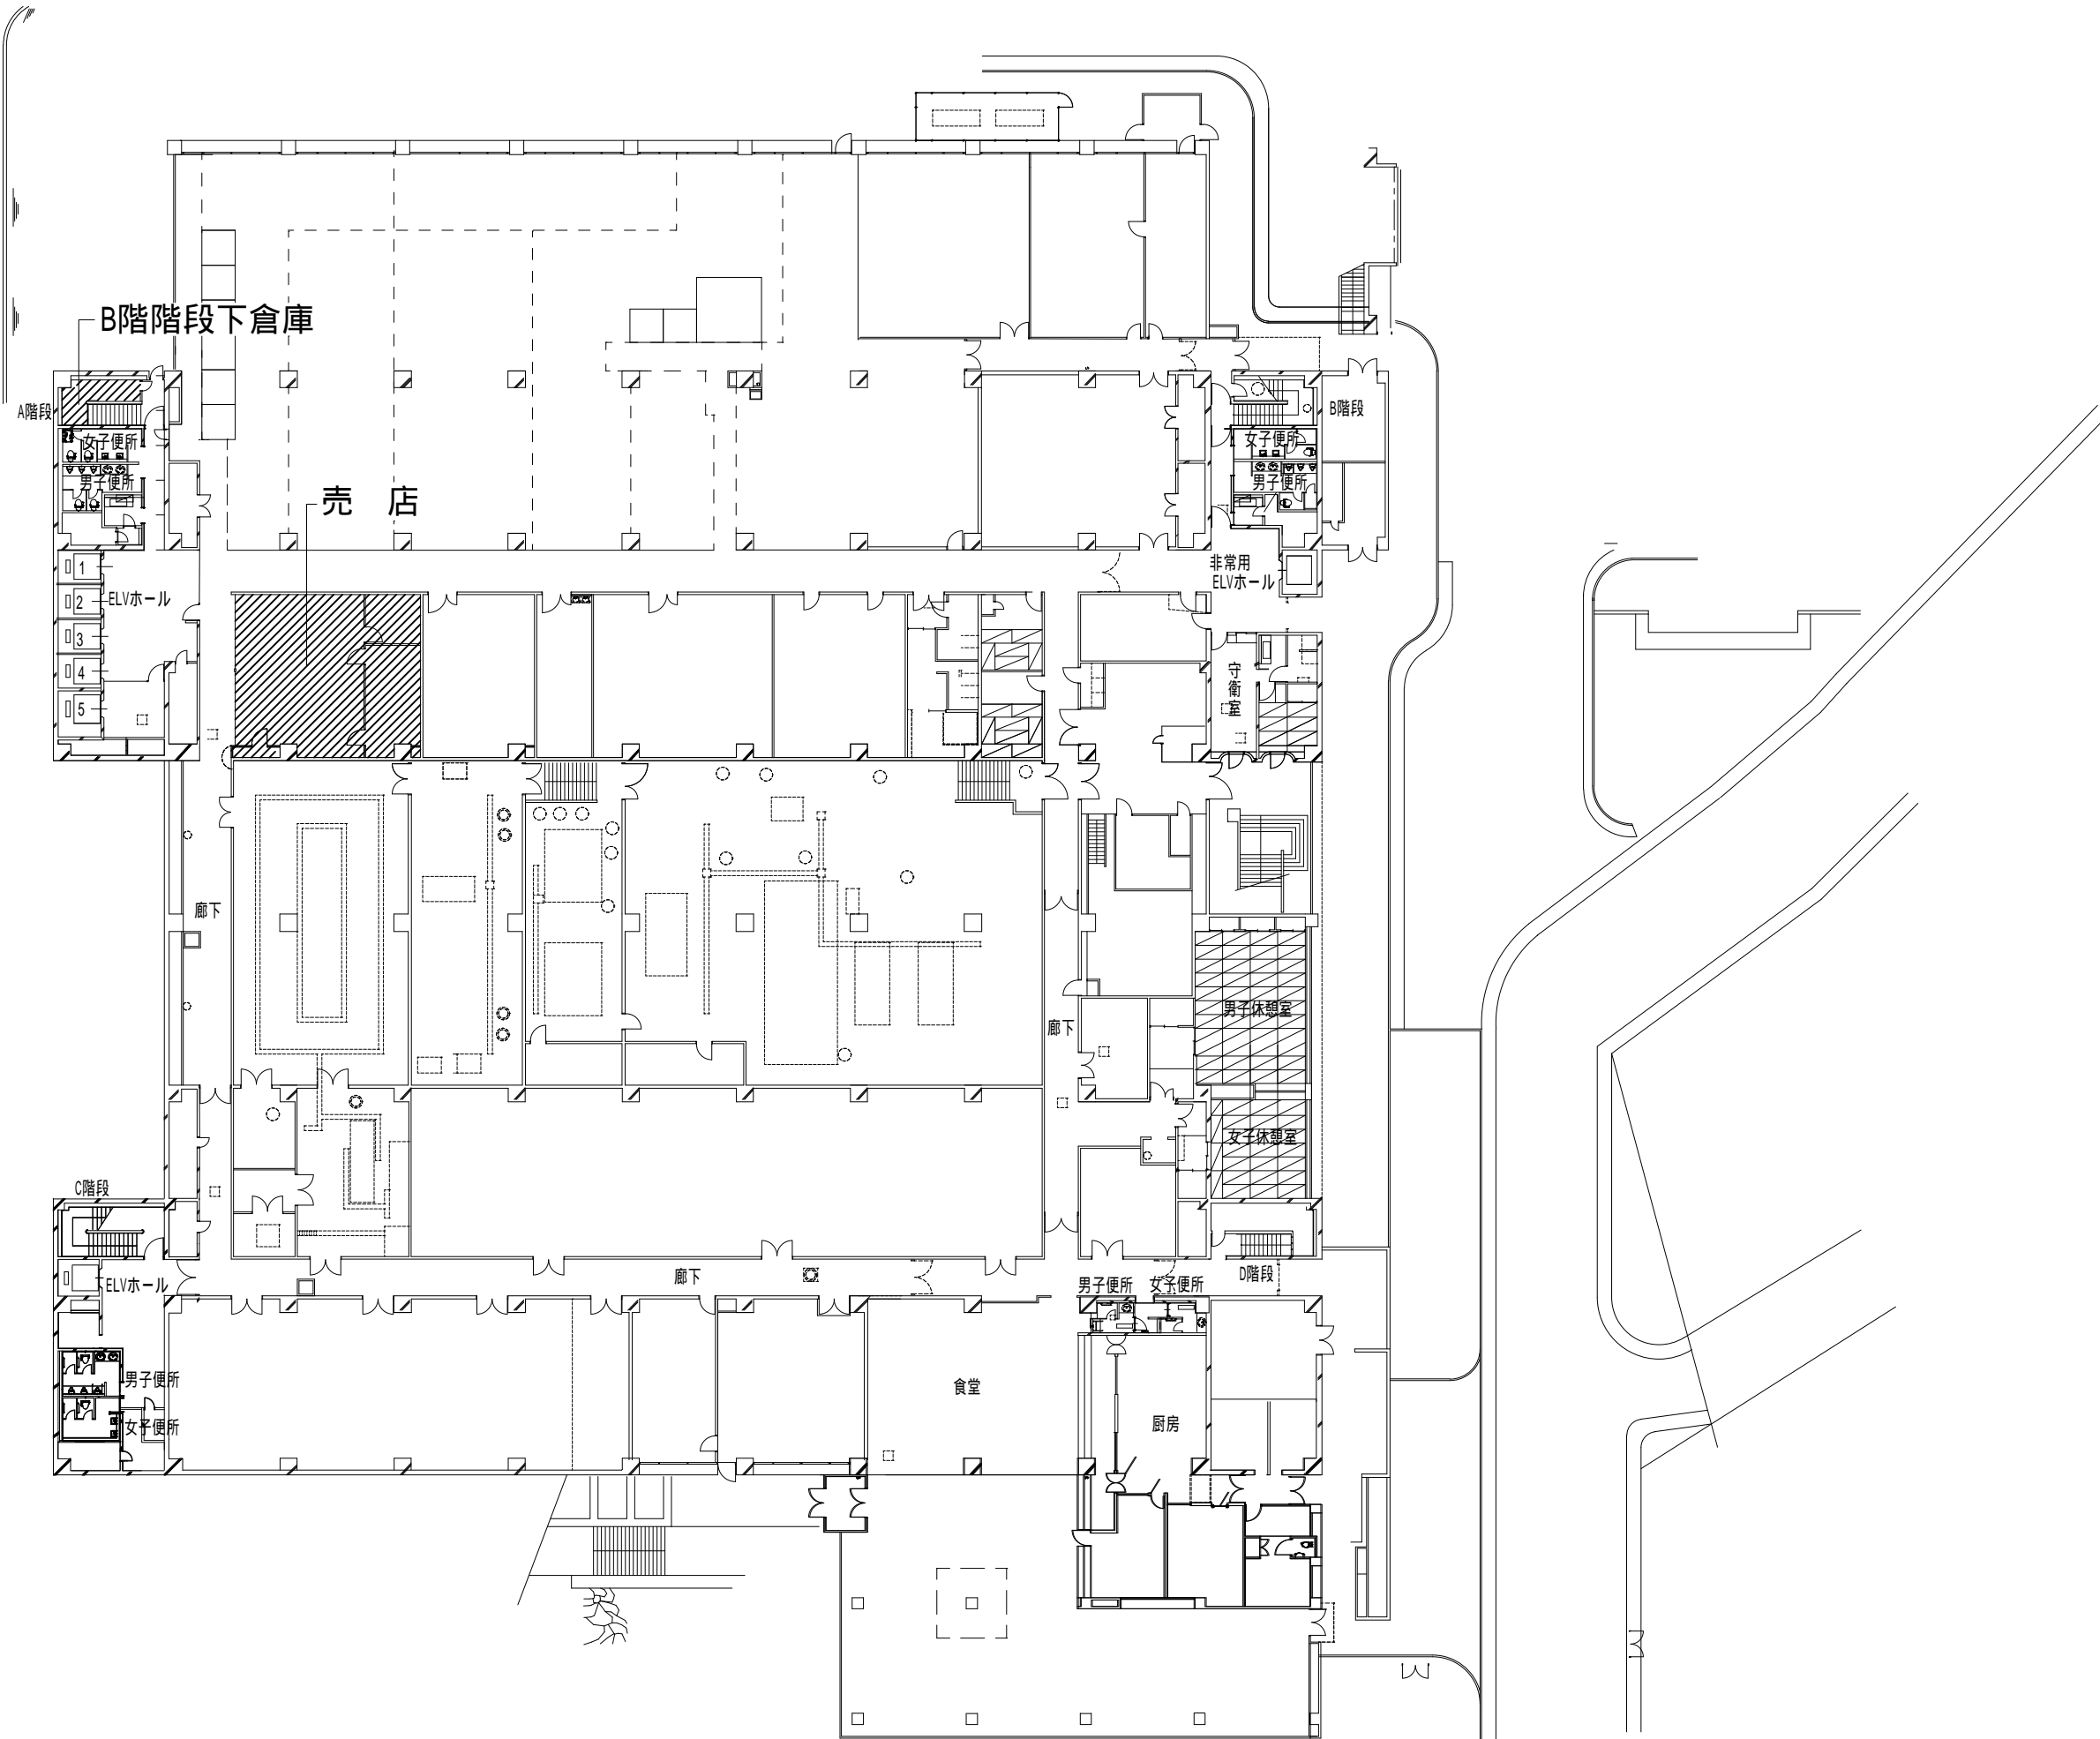 B階階段下倉庫
A階段
B階段
女子便所
女子便所
男子便所
男子便所
売 店
1
非常用
ELVホール
2
ELVホール
3
4
5
守衛室
廊下
男子休憩室
廊下
女子休憩室
C階段
D階段
廊下
ELVホール
男子便所
女子便所
男子便所
食堂
女子便所
厨房